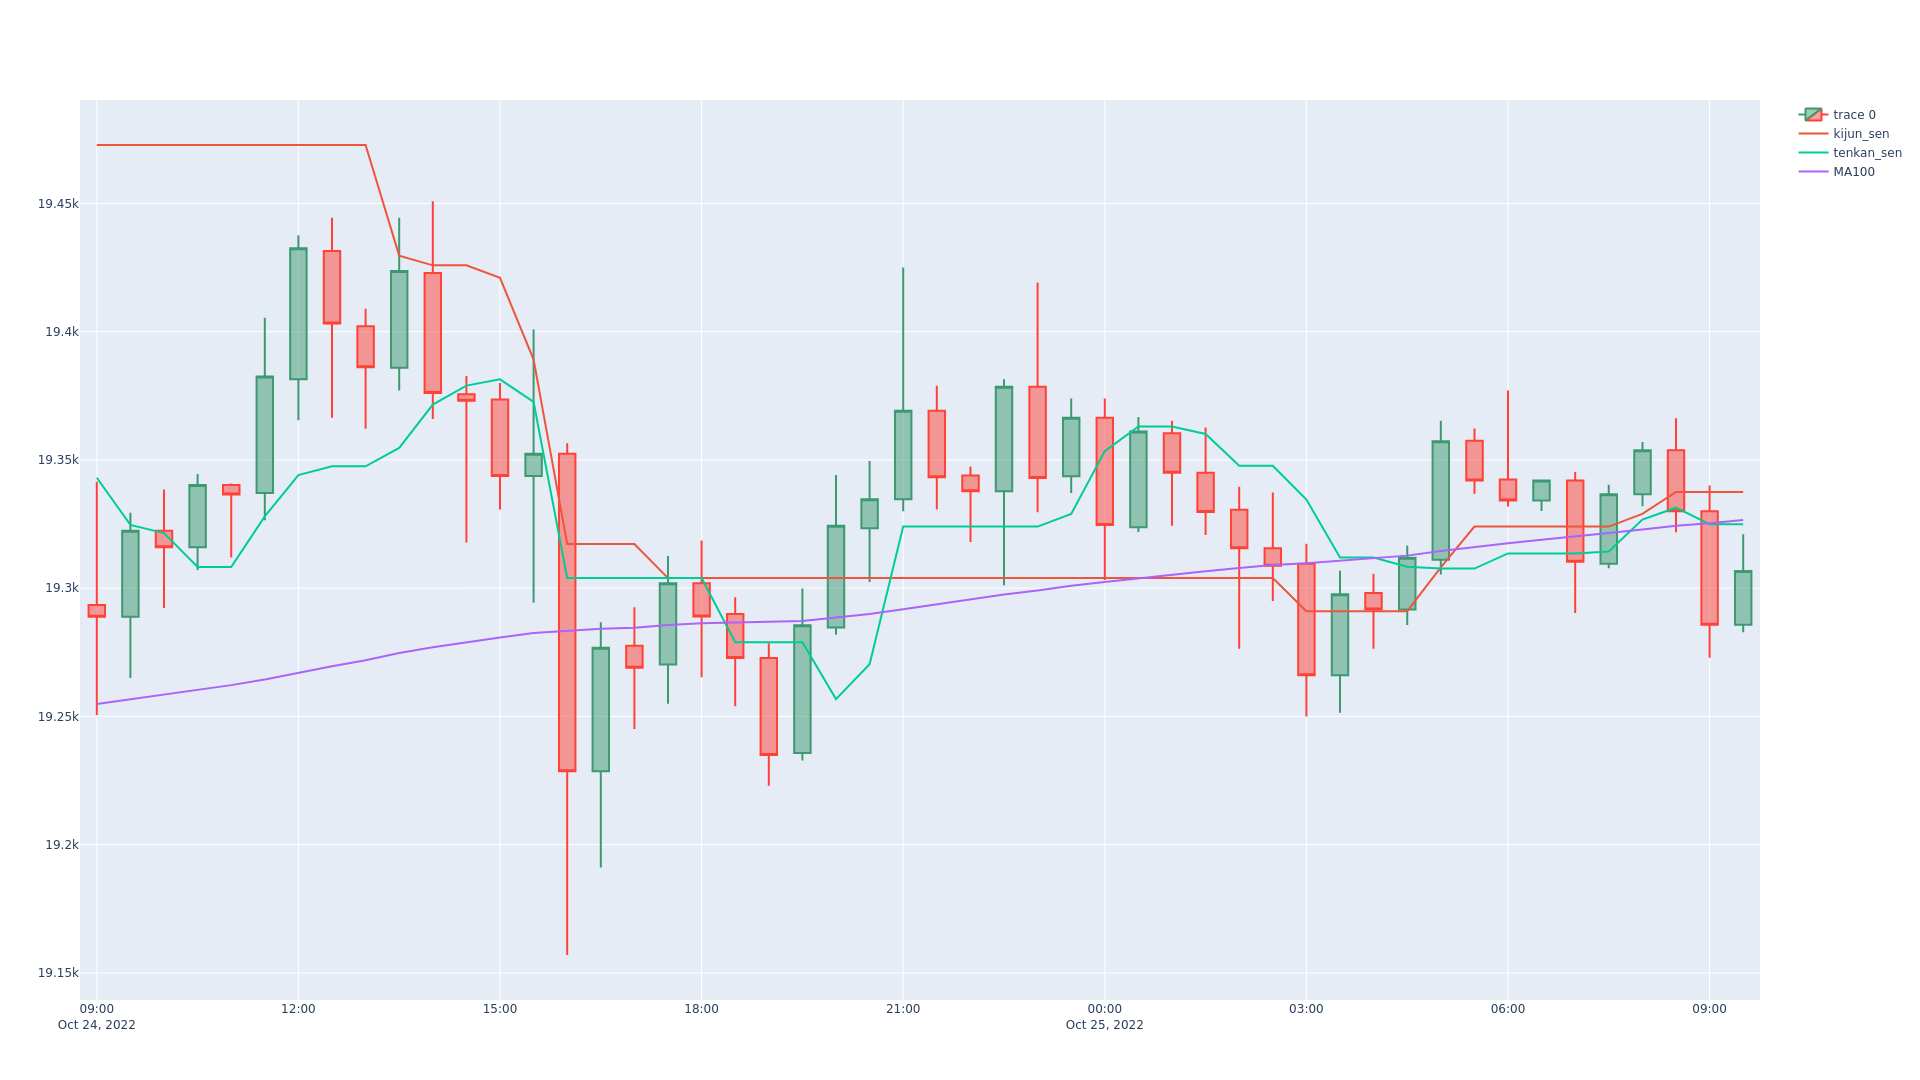 trace 0
kijun_sen
tenkan_sen
MA100
19.45k
19.4k
19.35k
19.3k
19.25k
19.2k
19.15k
09:00 12:00 15:00 18:00 21:00 00:00 03:00 06:00 09:00
Oct 24, 2022 Oct 25, 2022